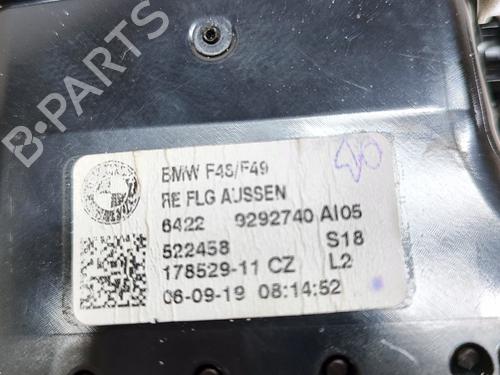 B-PARTS
BMW F48/F49
RE FLG AUSSEN
6422 9292740 AI05
522458 S18
178529-11 CZ L2
06-09-19 08:14:52